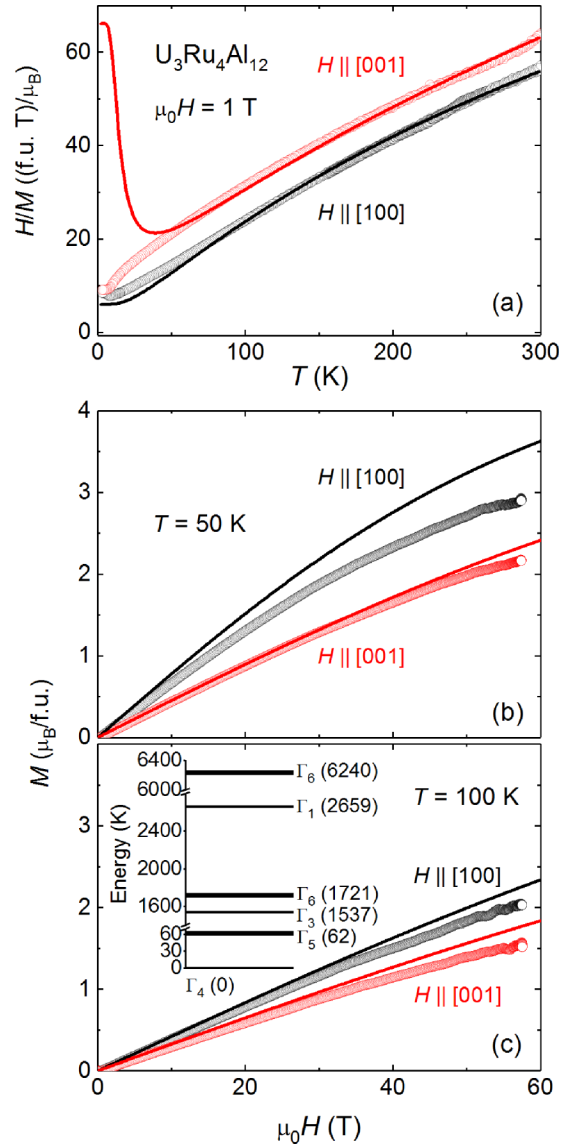 60
40
20
0
H/M ((f.u. T)/μB)
U3Ru4Al12
μ0H = 1 T
H || [001]
H || [100]
(a)
100
200
300
T (K)
4
3
2
1
0
H || [100]
T = 50 K
H || [001]
(b)
M (μB/f.u.)
3
2
1
0
6400
6000
2400
2000
1600
60
30
0
Energy (K)
Γ6 (6240)
Γ1 (2659)
Γ6 (1721)
Γ3 (1537)
Γ5 (62)
Γ4 (0)
T = 100 K
H || [100]
H || [001]
(c)
0
20
40
60
μ0H (T)